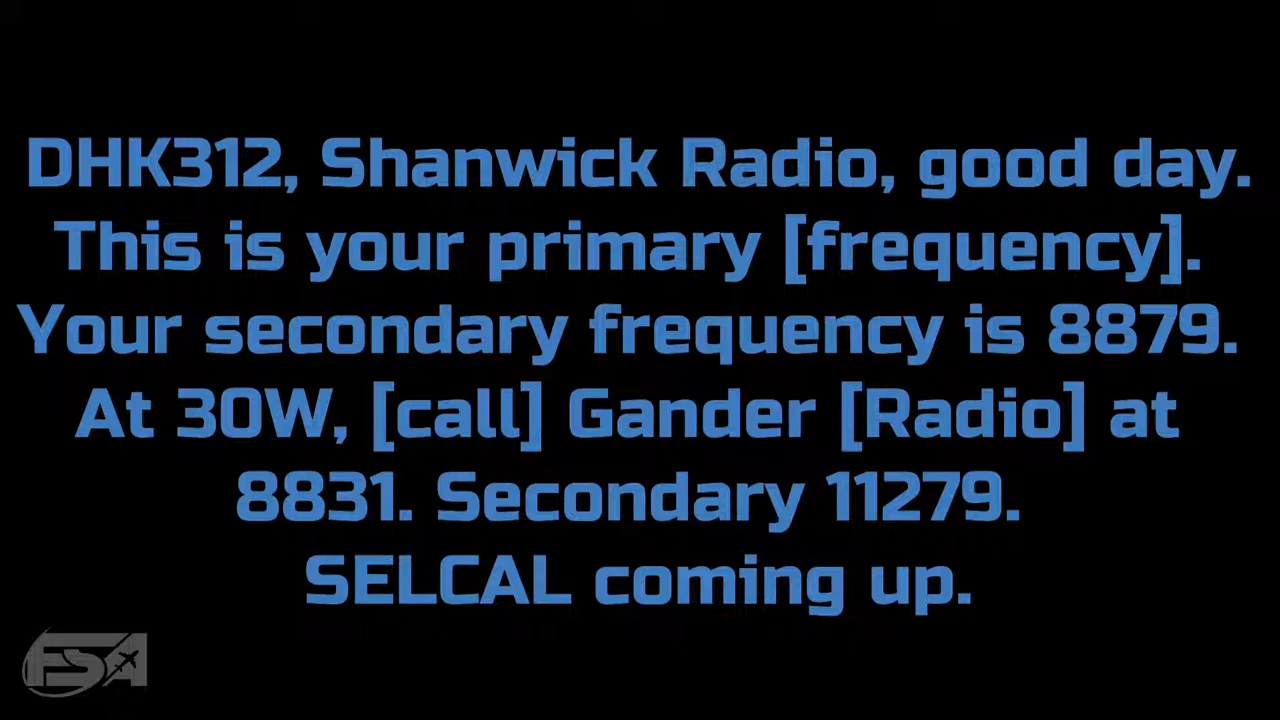 DHK312, Shanwick Radio, good day.
This is your primary [frequency].
Your secondary frequency is 8879.
At 30W, [call] Gander [Radio] at
8831. Secondary 11279.
SELCAL coming up.
FSA